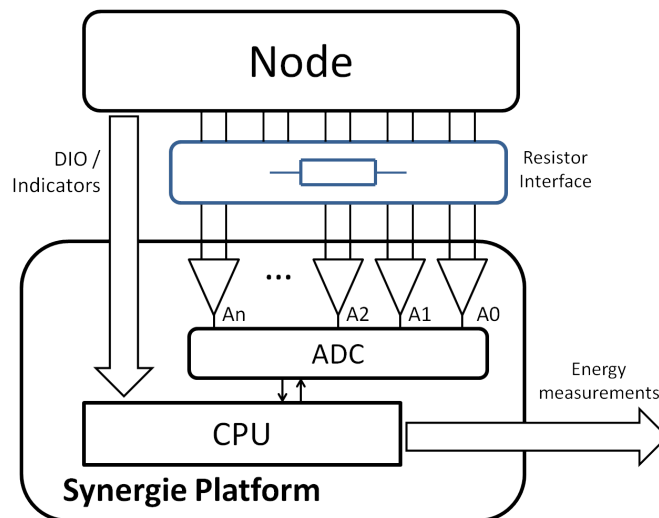 Node
DIO /
Indicators
Resistor
Interface
...
An
A2
A1
A0
ADC
Energy
measurements
CPU
Synergie Platform